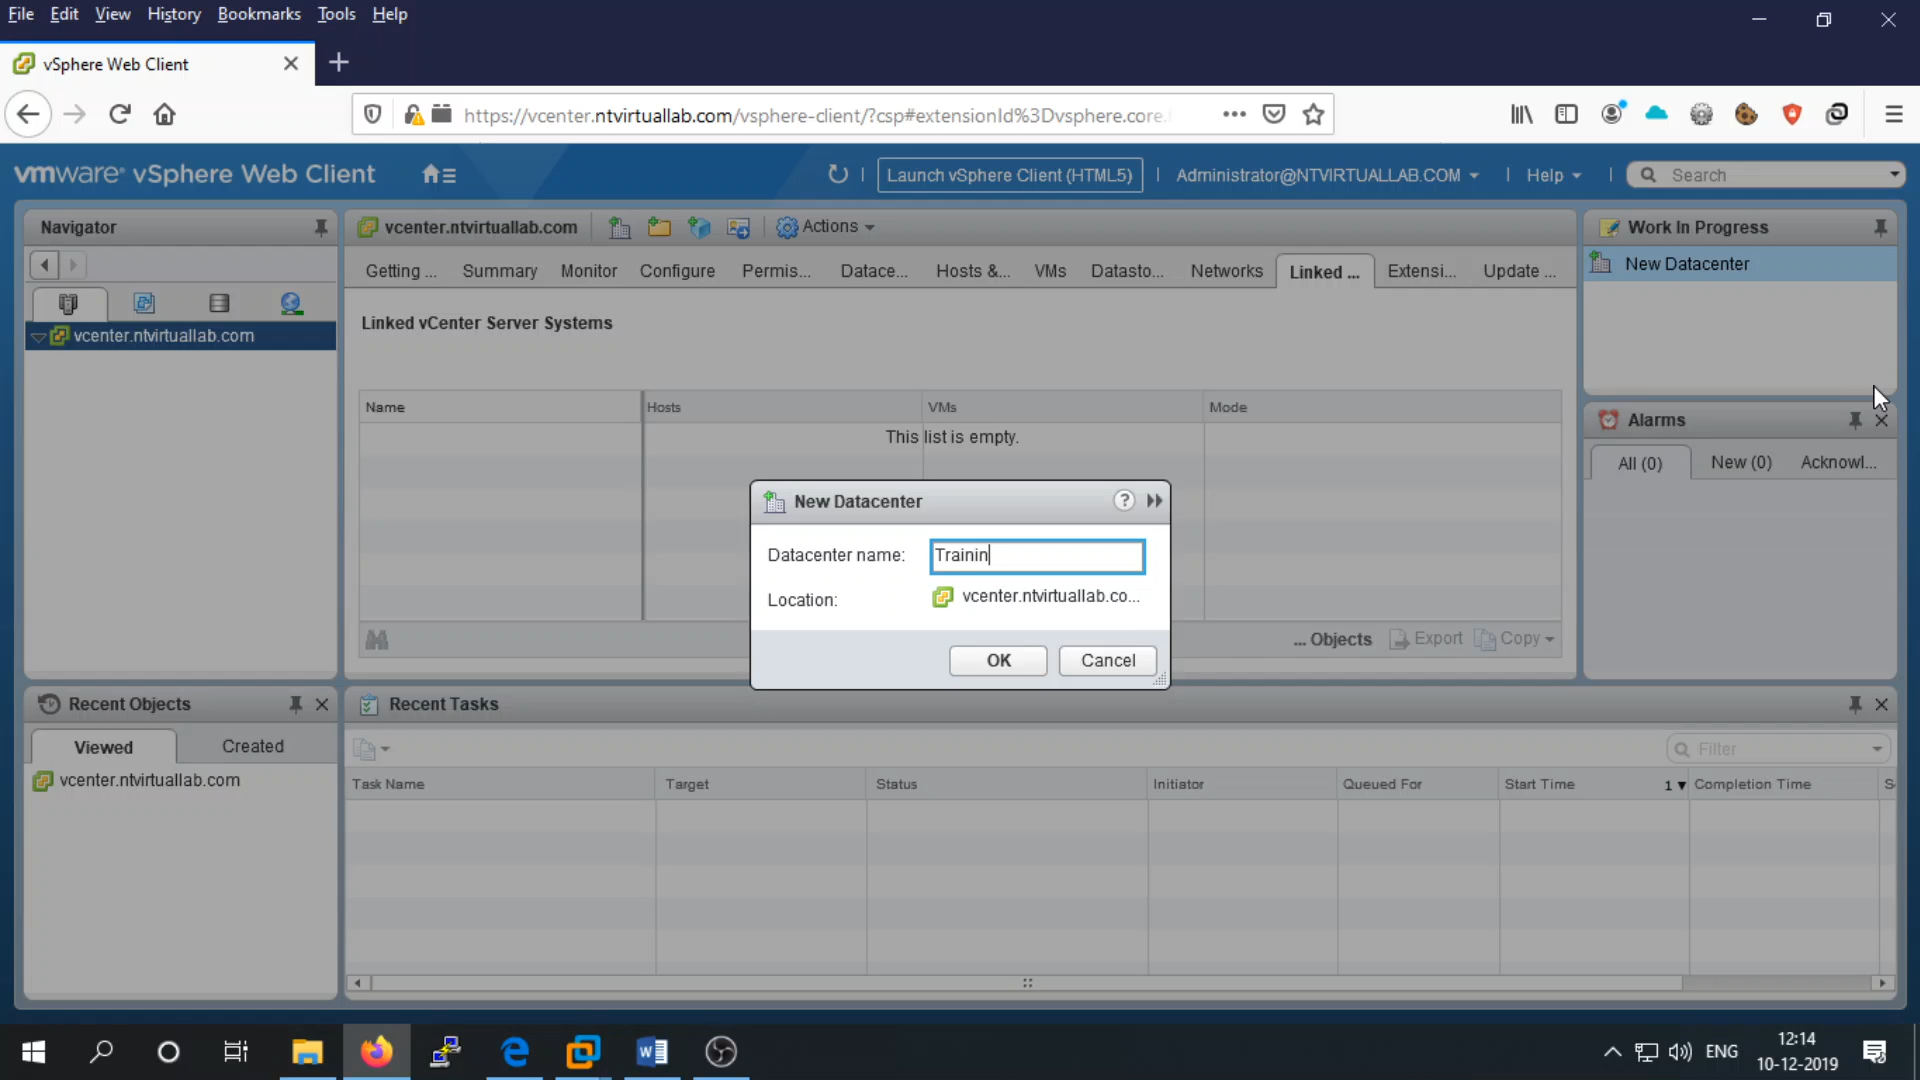 File Edit View History Bookmarks Tools Help
vSphere Web Client
https://vcenter.ntvirtuallab.com/vsphere-client/?csp#extensionId%3Dvsphere.core.
vmware® vSphere Web Client
Launch vSphere Client (HTML5)
Administrator@NTVIRTUALLAB.COM
Help
Search
Navigator
vcenter.ntvirtuallab.com
Actions
Work In Progress
New Datacenter
Getting ... Summary Monitor Configure Permis... Datace... Hosts &... VMs Datasto... Networks Linked ... Extensi... Update ...
vcenter.ntvirtuallab.com
Linked vCenter Server Systems
Name Hosts VMs Mode
This list is empty.
Alarms
All (0) New (0) Acknowl...
New Datacenter
?
Datacenter name: Trainin
Location: vcenter.ntvirtuallab.co...
OK Cancel
... Objects Export Copy
Recent Objects
Viewed Created
vcenter.ntvirtuallab.com
Recent Tasks
Filter
Task Name Target Status Initiator Queued For Start Time 1 Completion Time
ENG
12:14
10-12-2019